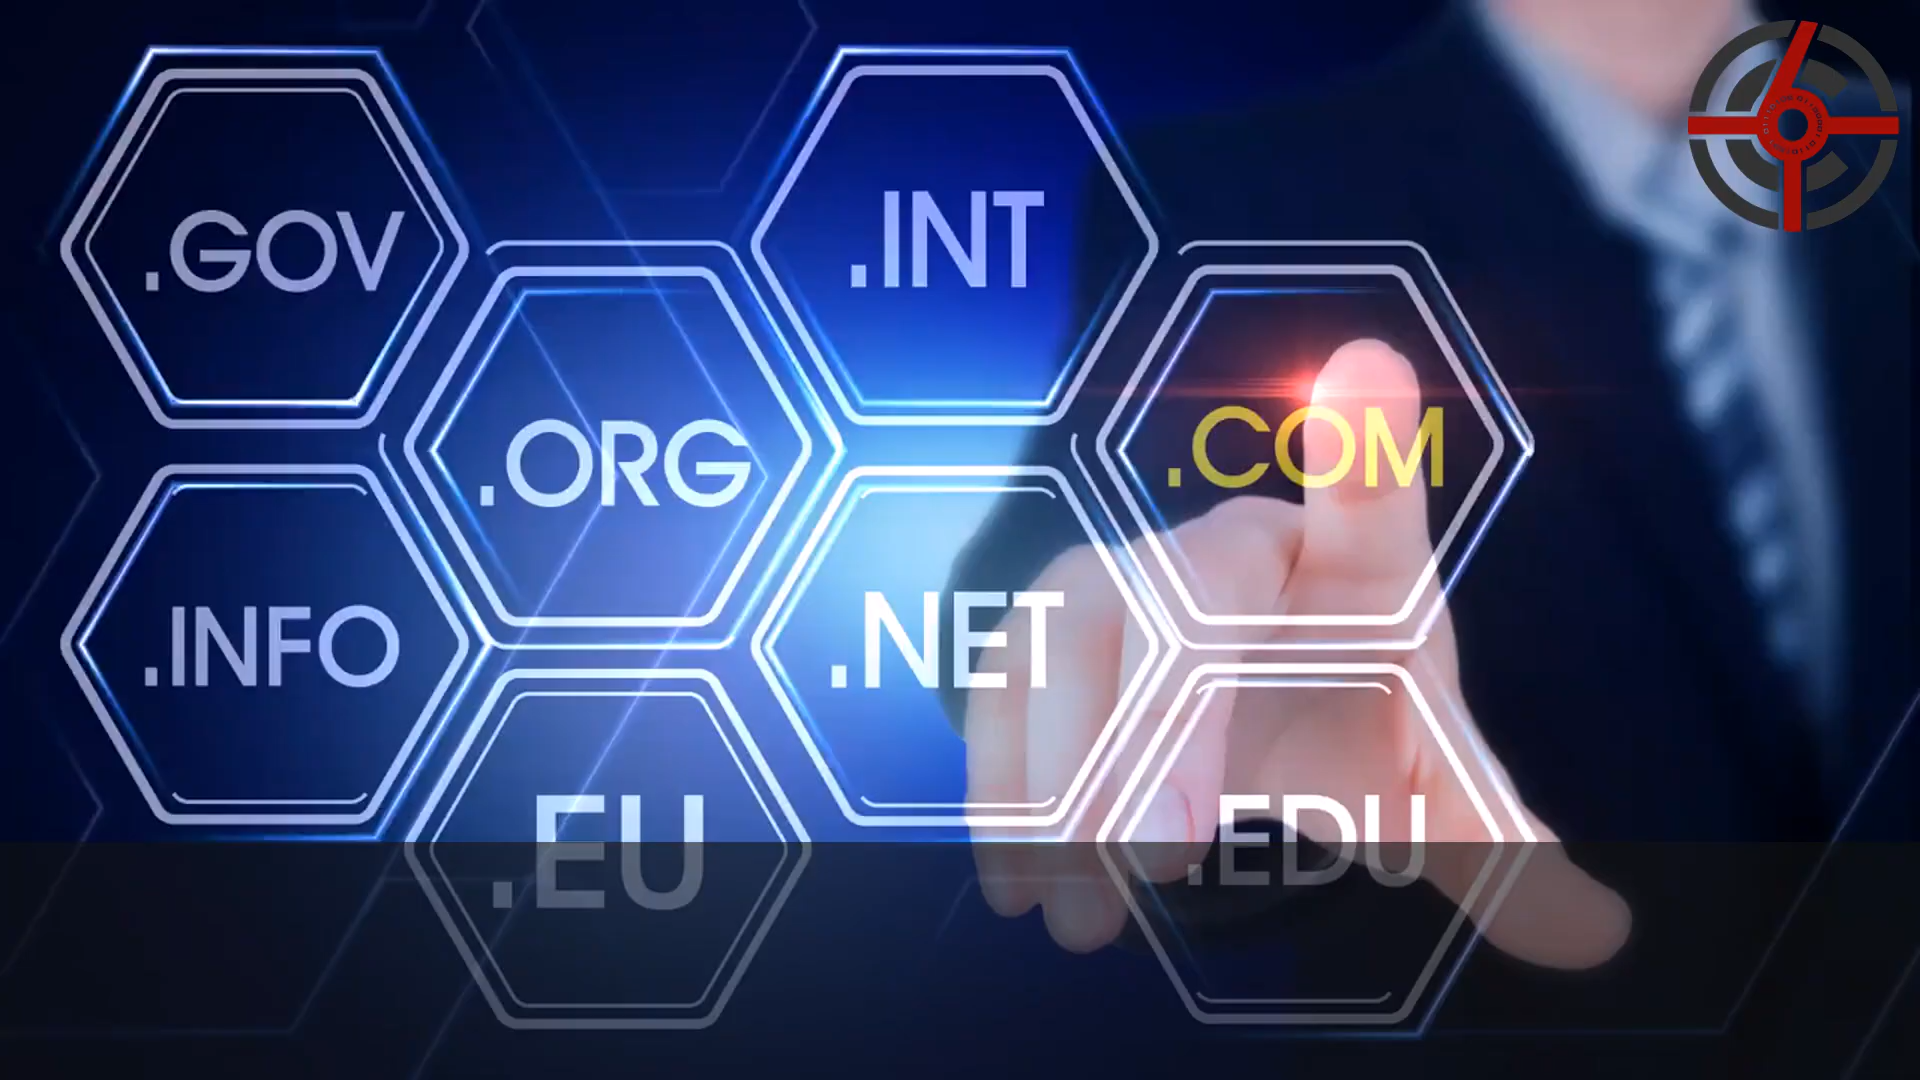 .GOV
.INT
.ORG
.COM
.INFO
.NET
.EU
.EDU